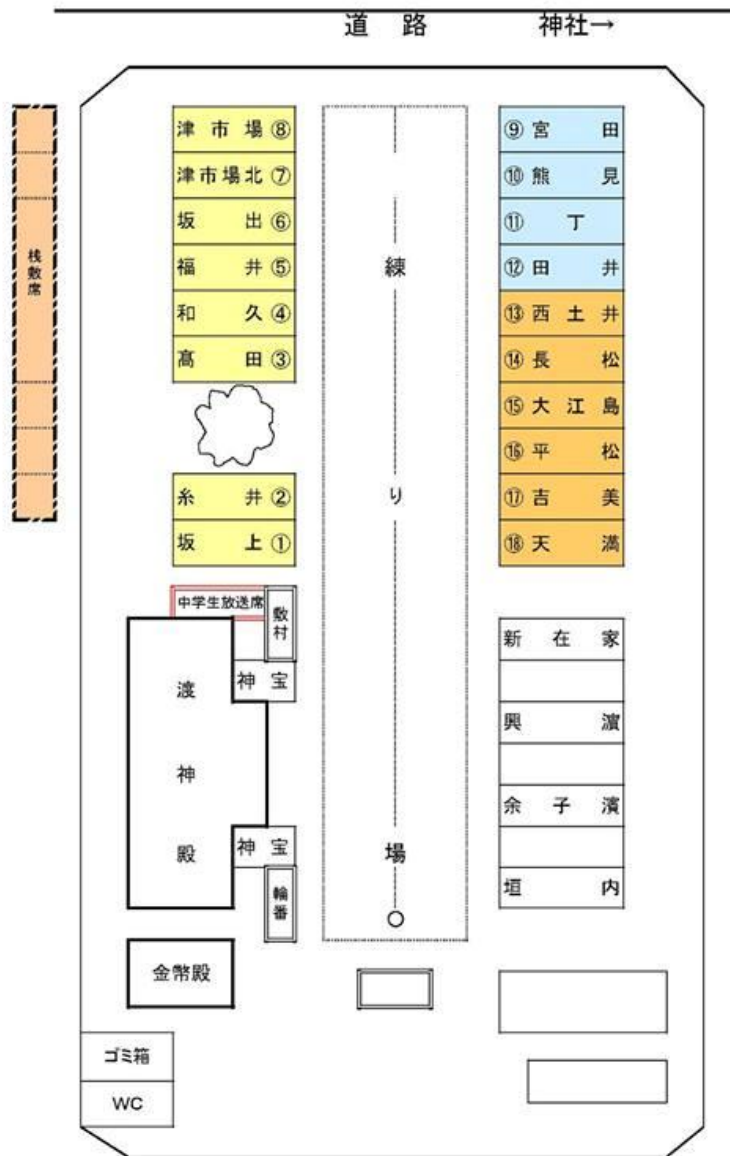 道 路 神社→
桟敷席
津市場⑧
津市場北⑦
坂出⑥
福井⑤
和久④
髙田③
糸井②
坂上①
中学生放送席
敷村
神宝
渡神殿
神宝
輪番
金幣殿
ゴミ箱
WC
練り場
⑨宮田
⑩熊見
⑪丁
⑫田井
⑬西土井
⑭長松
⑮大江島
⑯平松
⑰吉美
⑱天満
新在家
興濵
余子濱
垣内